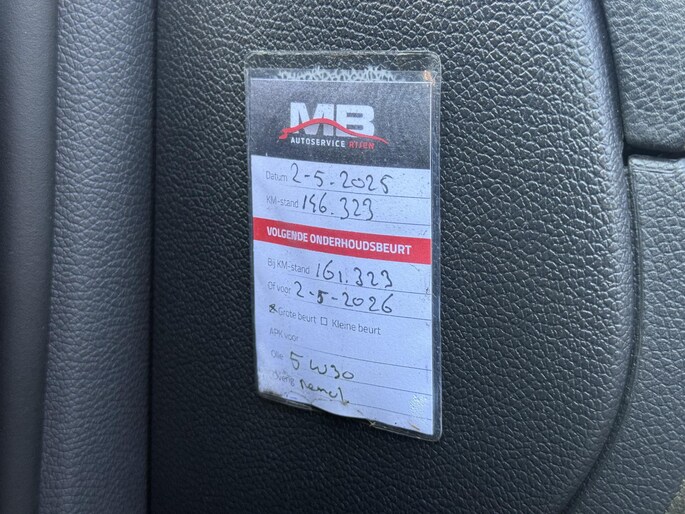 MB
AUTOSERVICE RIJEN
Datum 2-5-2025
KM-stand 146.323
VOLGENDE ONDERHOUDSBEURT
Bij KM-stand 161.323
Of voor 2-5-2026
Grote beurt Kleine beurt
APK voor
Olie 5W30